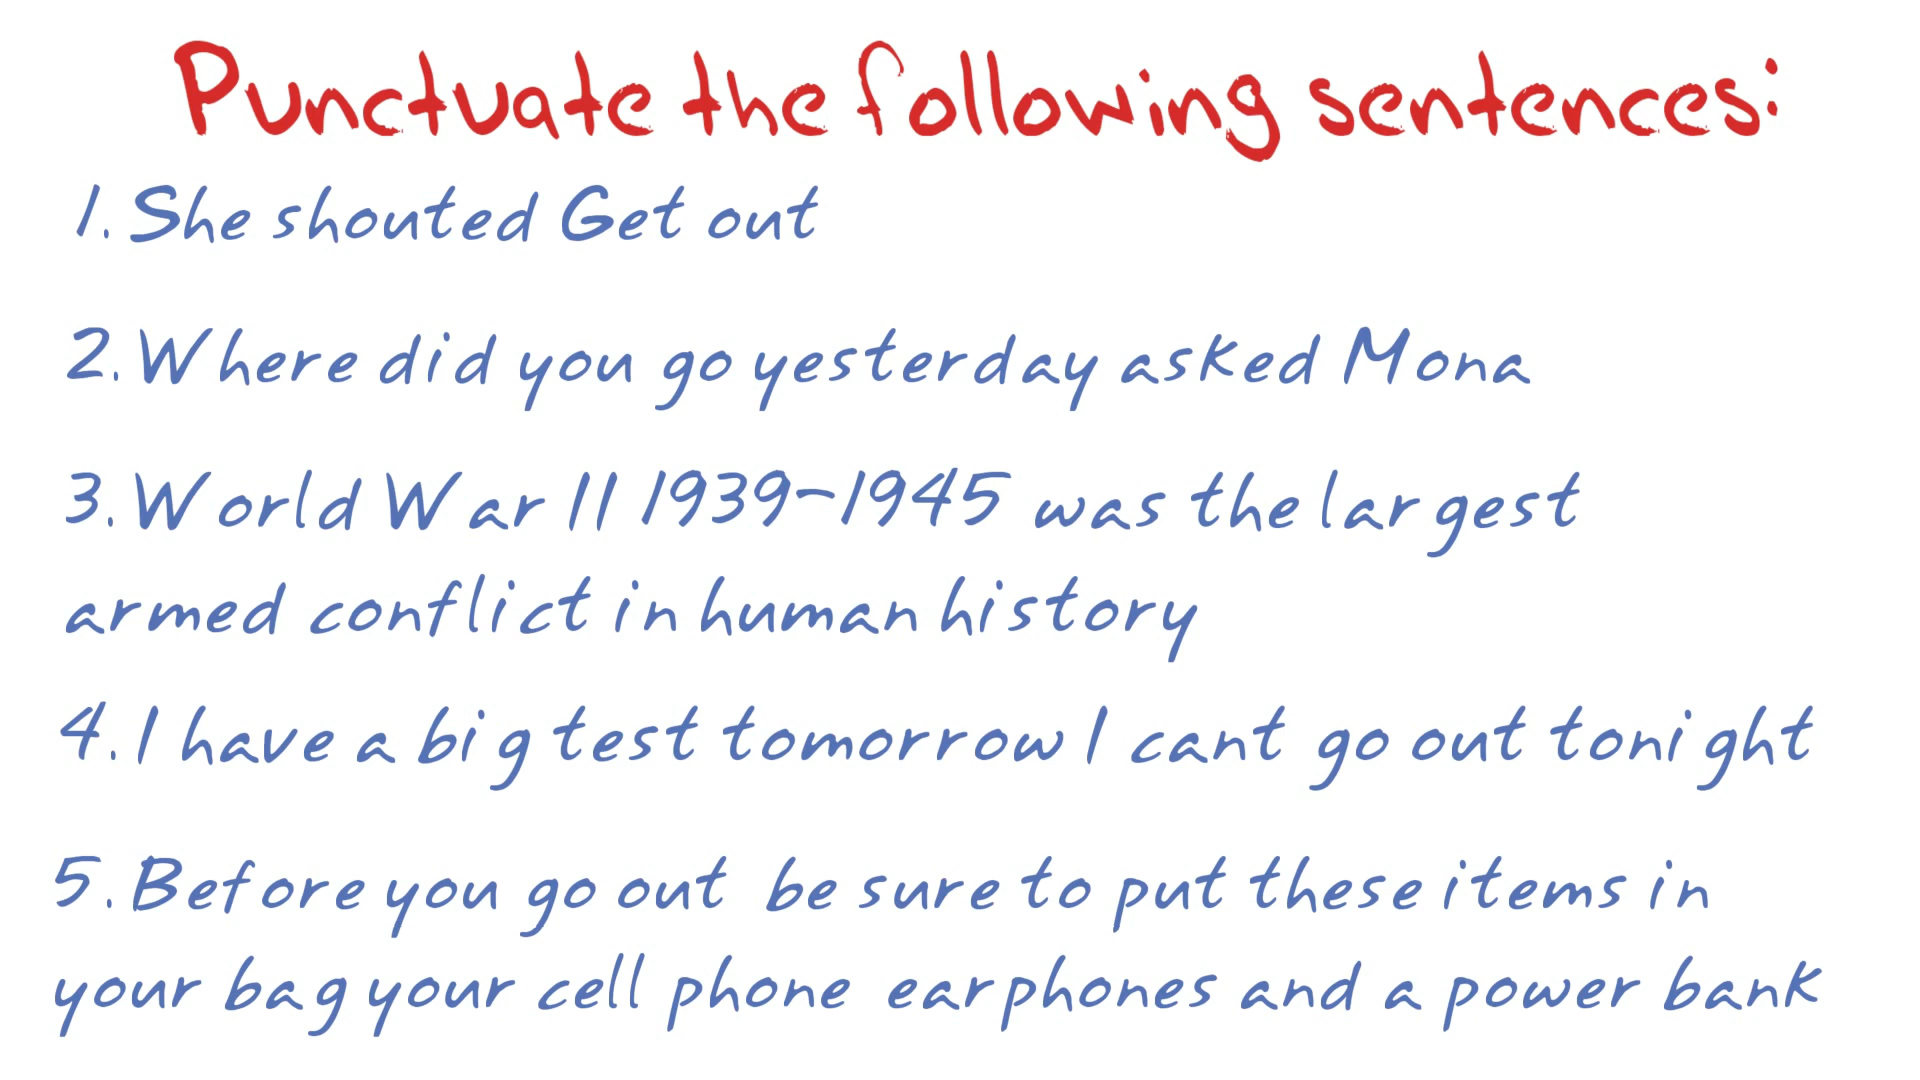 Punctuate the following sentences:
1. She shouted Get out
2. Where did you go yesterday asked Mona
3. World War II 1939-1945 was the largest
armed conflict in human history
4. I have a big test tomorrow I cant go out tonight
5. Before you go out be sure to put these items in
your bag your cell phone earphones and a power bank